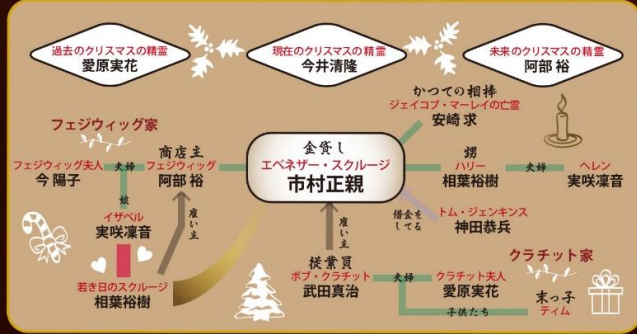 過去のクリスマスの精霊
愛原実花
現在のクリスマスの精霊
今井清隆
未来のクリスマスの精霊
阿部 裕
かつての相棒
ジェイコブ・マーレイの亡霊
安崎 求
フェジウィッグ家
商店主
フェジウィッグ夫人
今 陽子
夫婦
フェジウィッグ
阿部 裕
金貸し
エベネザー・スクルージ
市村正親
甥
ハリー
相葉裕樹
夫婦
ヘレン
実咲凜音
娘
イザベル
実咲凜音
雇い主
若き日のスクルージ
相葉裕樹
雇い主
借金を
してる
トム・ジェンキンス
神田恭兵
従業員
ボブ・クラチット
武田真治
夫婦
クラチット家
クラチット夫人
愛原実花
子供たち
末っ子
ティム